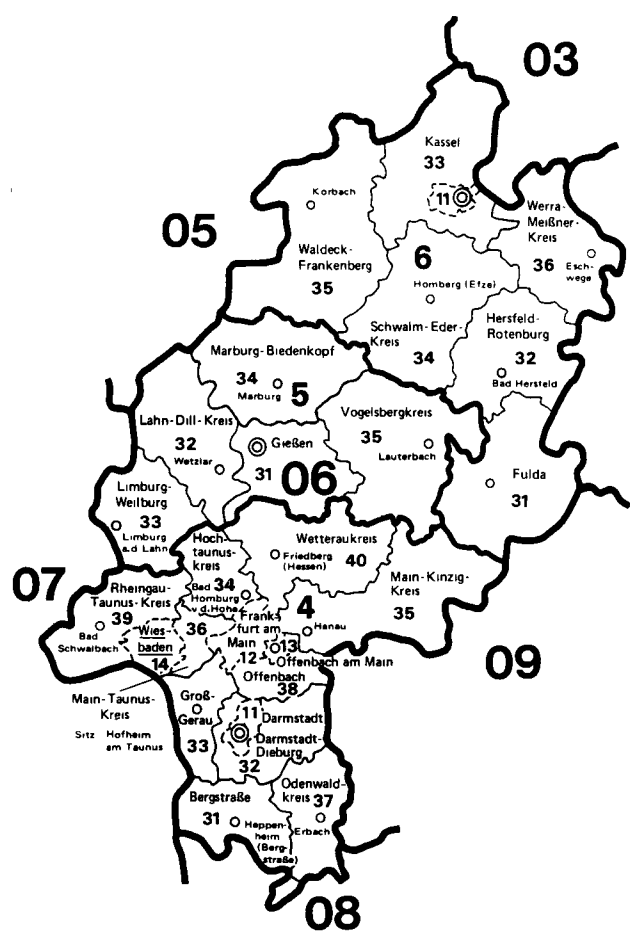 03
Kassel
33
11
Korbach
Werra-
Meißner-
Kreis
36
Esch-
wege
05
Waldeck-
Frankenberg
35
6
Homberg (Efze)
Schwalm-Eder-
Kreis
34
Hersfeld-
Rotenburg
32
Bad Hersfeld
Marburg-Biedenkopf
34
Marburg
5
Lahn-Dill-Kreis
32
Wetzlar
Gießen
31
06
Vogelsbergkreis
35
Lauterbach
Fulda
31
Limburg-
Weilburg
33
Limburg
a.d. Lahn
Hoch-
taunus-
kreis
34
Bad
Homburg
v.d. Höhe
Wetteraukreis
Friedberg
(Hessen)
40
Main-Kinzig-
Kreis
35
07
Rheingau-
Taunus-Kreis
39
Bad
Schwalbach
Wies-
baden
14
36
4
Hanau
Frank-
furt am
Main
12
13
Offenbach am Main
Offenbach
38
09
Main-Taunus-
Kreis
Sitz Hofheim
am Taunus
Groß-
Gerau
33
11
Darmstadt
Darmstadt-
Dieburg
32
Odenwald-
kreis 37
Erbach
Bergstraße
31
Heppen-
heim
(Berg-
straße)
08